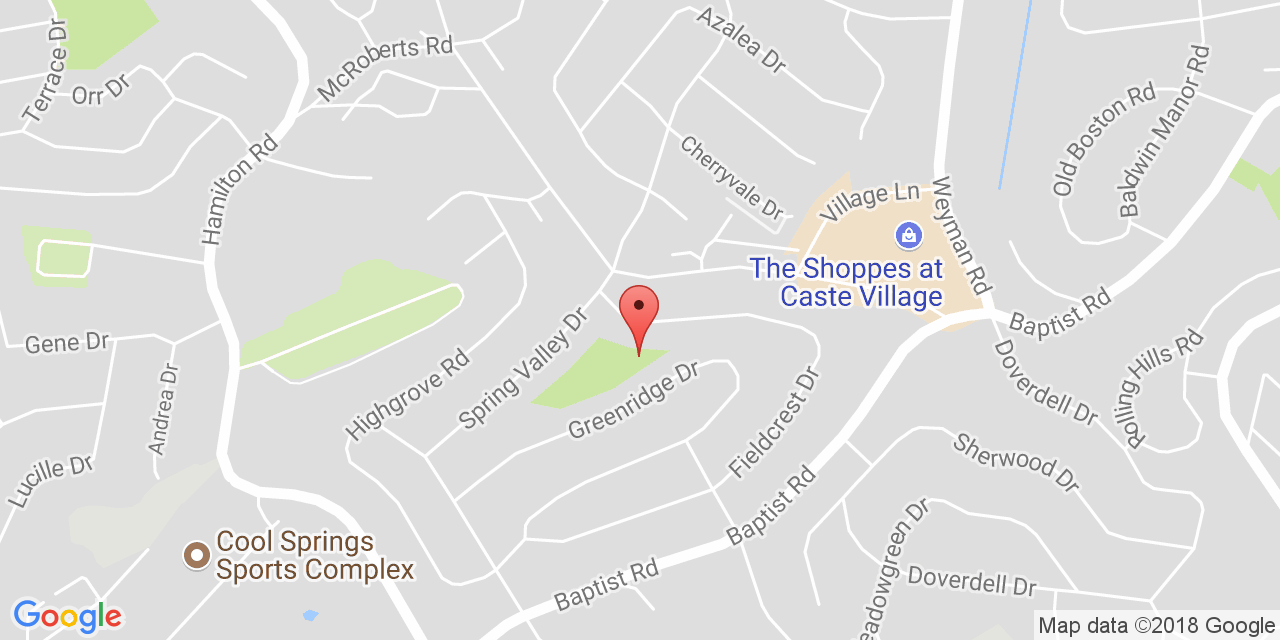 Terrace Dr
Orr Dr
McRoberts Rd
Azalea Dr
Hamilton Rd
Cherryvale Dr
Village Ln
Weyman Rd
Old Boston Rd
Baldwin Manor Rd
The Shoppes at
Caste Village
Baptist Rd
Gene Dr
Andrea Dr
Lucille Dr
Highgrove Rd
Spring Valley Dr
Greenridge Dr
Fieldcrest Dr
Doverdell Dr
Rolling Hills Rd
Sherwood Dr
Baptist Rd
Cool Springs
Sports Complex
Baptist Rd
eadowgreen Dr
Doverdell Dr
Google
Map data ©2018 Google